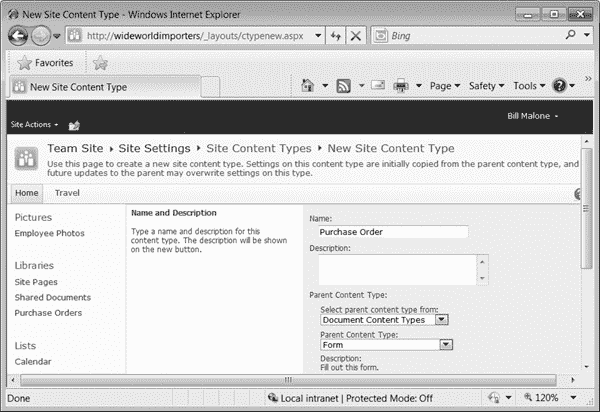 New Site Content Type - Windows Internet Explorer
http://wideworldimporters/_layouts/ctypenew.aspx
Bing
Favorites
New Site Content Type
Page
Safety
Tools
Bill Malone
Site Actions
Team Site
Site Settings
Site Content Types
New Site Content Type
Use this page to create a new site content type. Settings on this content type are initially copied from the parent content type, and
future updates to the parent may overwrite settings on this type.
Home
Travel
Pictures
Employee Photos
Libraries
Site Pages
Shared Documents
Purchase Orders
Lists
Calendar
Name and Description
Type a name and description for this
content type. The description will be shown
on the new button.
Name:
Purchase Order
Description:
Parent Content Type:
Select parent content type from:
Document Content Types
Parent Content Type:
Form
Description:
Fill out this form.
Done
Local intranet | Protected Mode: Off
120%